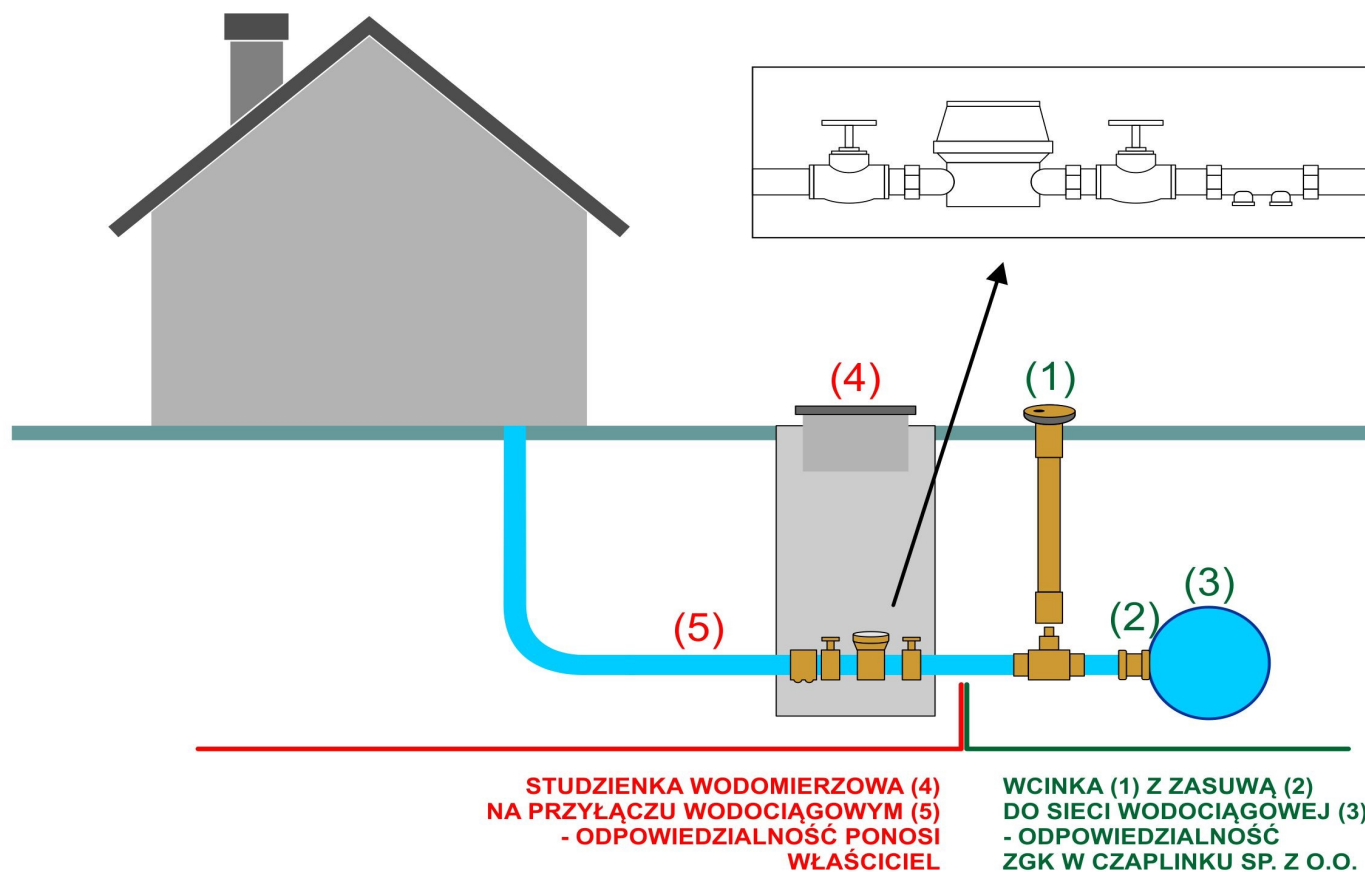 (4)
(1)
(3)
(2)
(5)
STUDZIENKA WODOMIERZOWA (4)
NA PRZYŁĄCZU WODOCIĄGOWYM (5)
- ODPOWIEDZIALNOŚĆ PONOSI
WŁAŚCICIEL
WCINKA (1) Z ZASUWĄ (2)
DO SIECI WODOCIĄGOWEJ (3)
- ODPOWIEDZIALNOŚĆ
ZGK W CZAPLINKU SP. Z O.O.